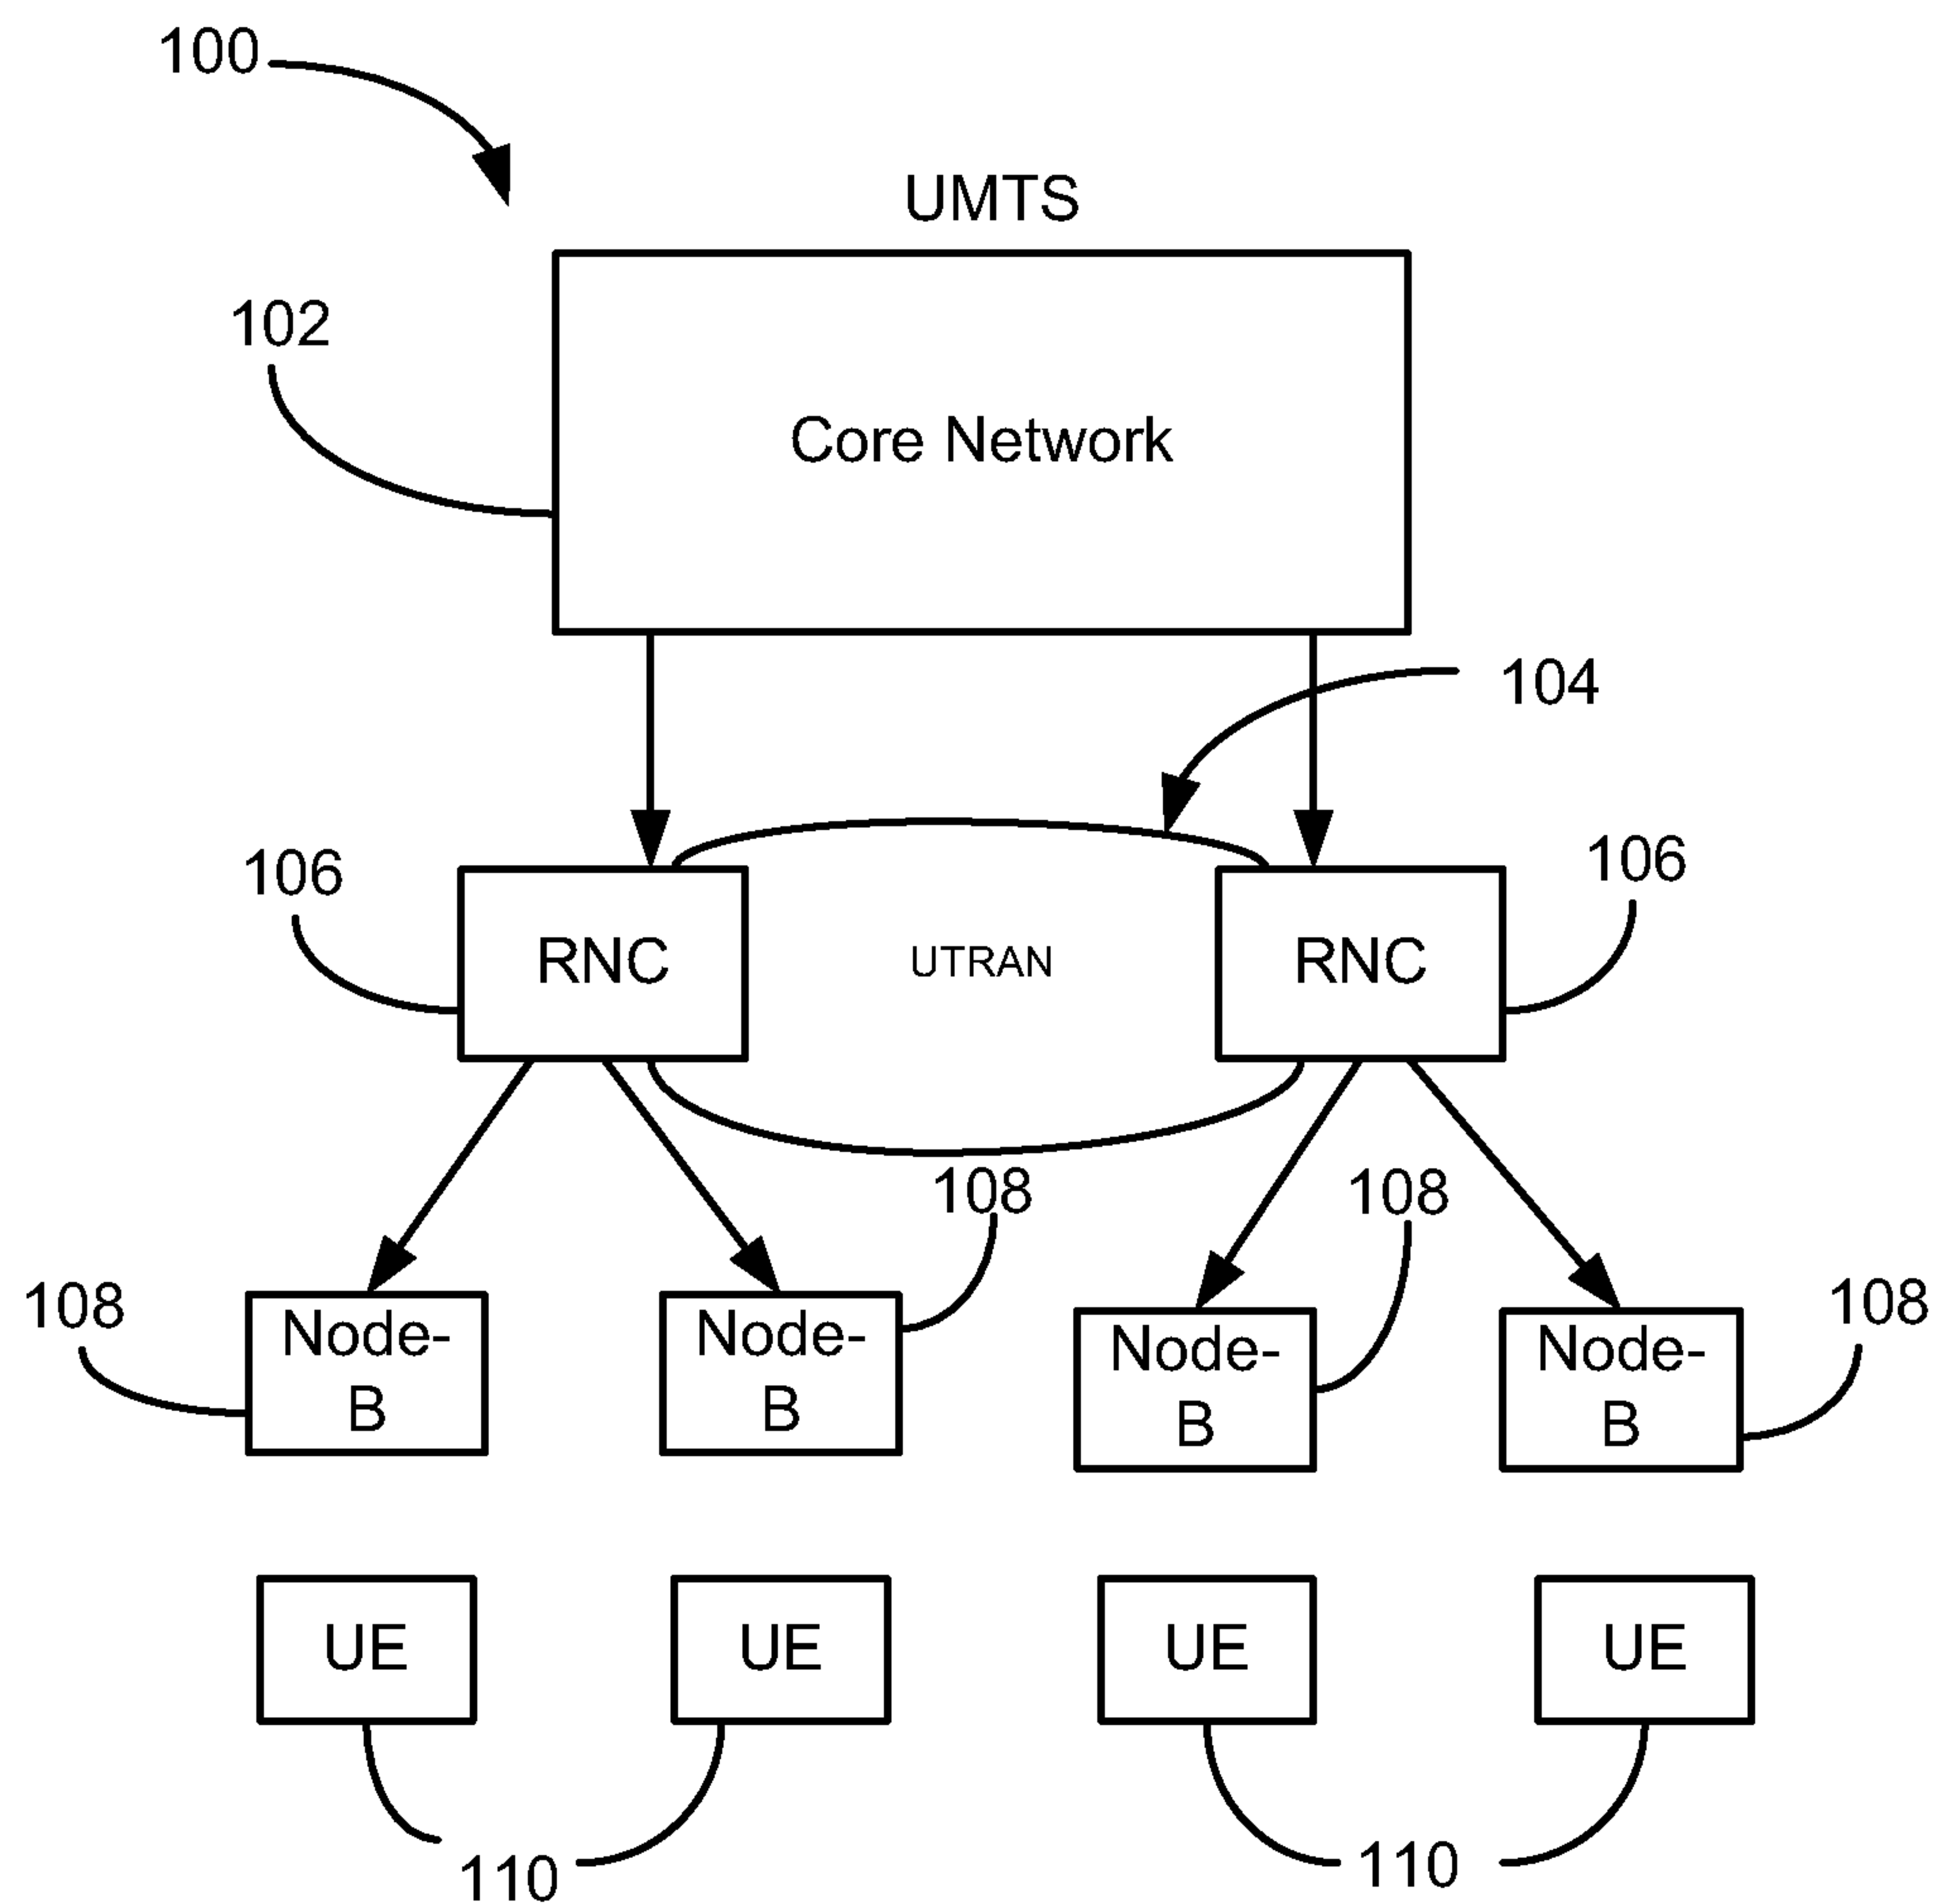 100
UMTS
102
Core Network
104
106
106
RNC
UTRAN
RNC
108
108
108
108
Node-
B
Node-
B
Node-
B
Node-
B
UE
UE
UE
UE
110
110